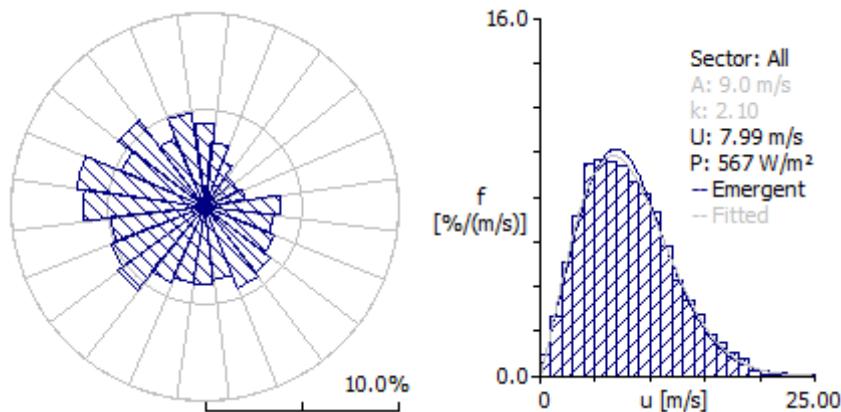 10.0%
16.0
Sector: All
A: 9.0 m/s
k: 2.10
U: 7.99 m/s
P: 567 W/m²
-- Emergent
-- Fitted
f
[%/(m/s)]
0.0
0 u [m/s] 25.00